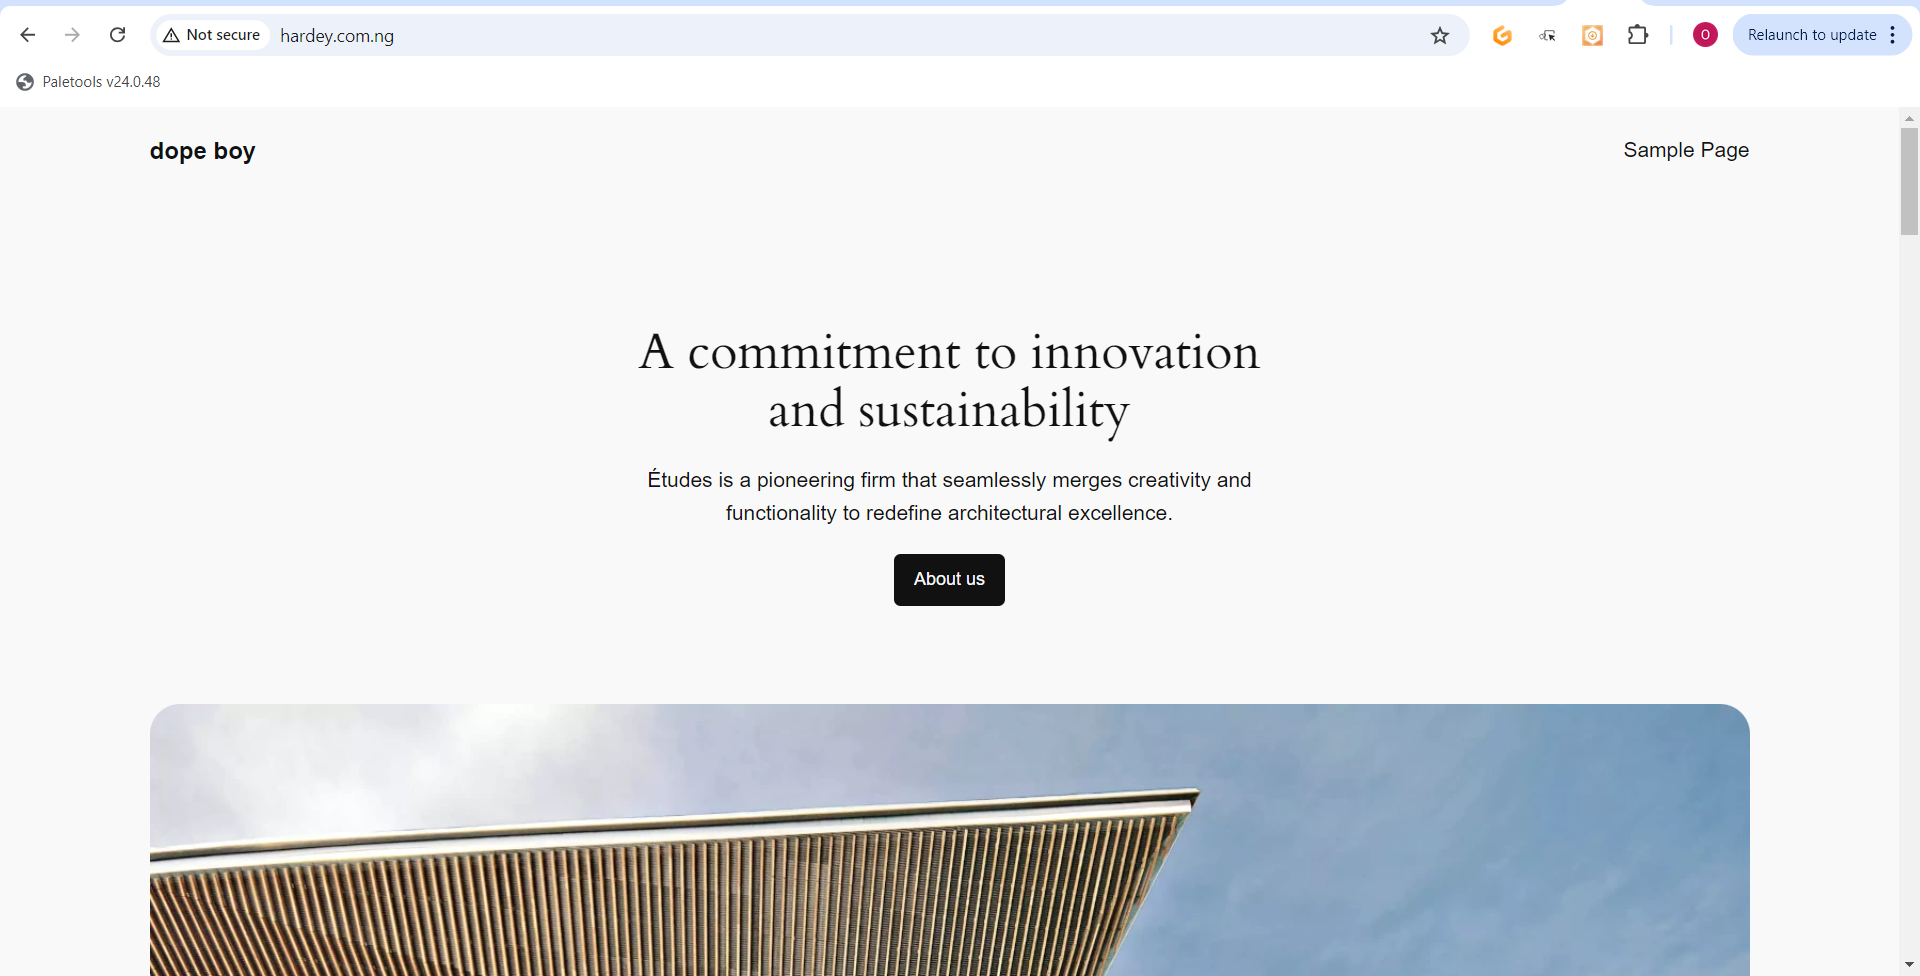 Not secure
hardey.com.ng
O
Relaunch to update
Paletools v24.0.48
dope boy
Sample Page
A commitment to innovation
and sustainability
Études is a pioneering firm that seamlessly merges creativity and
functionality to redefine architectural excellence.
About us